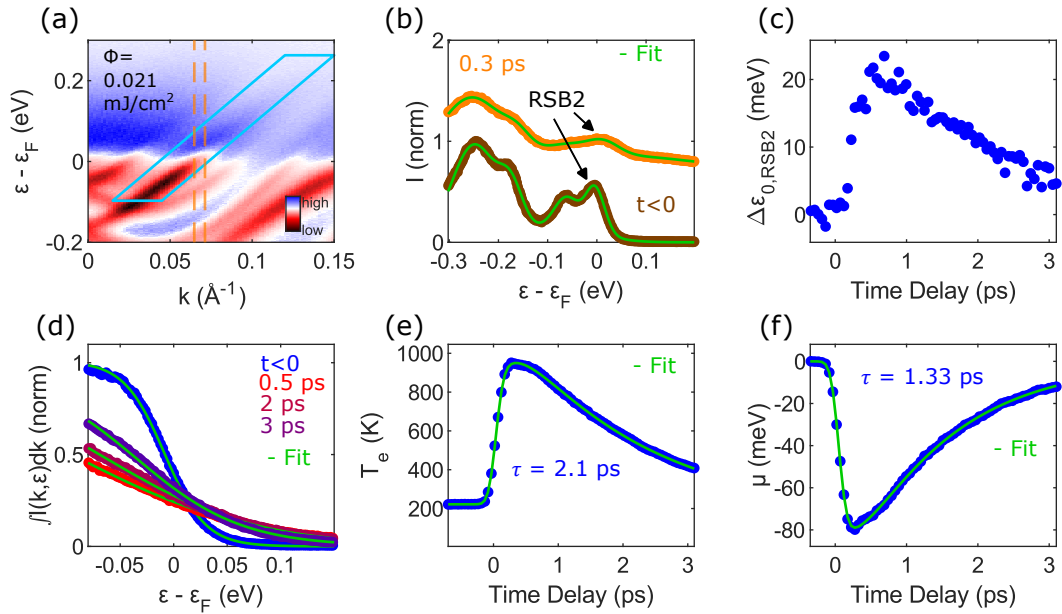 (a)
Φ=
0.021
mJ/cm²
high
low
ε - ε_F (eV)
0.2
0
-0.2
0
0.05
0.1
0.15
k (Å⁻¹)
(b)
0.3 ps
- Fit
RSB2
t<0
I (norm)
2
1
0
-0.3
-0.2
-0.1
0
0.1
ε - ε_F (eV)
(c)
Δε_0,RSB2 (meV)
20
10
0
0
1
2
3
Time Delay (ps)
(d)
t<0
0.5 ps
2 ps
3 ps
- Fit
∫I(k,ε)dk (norm)
1
0.5
0
-0.05
0
0.05
0.1
ε - ε_F (eV)
(e)
- Fit
τ = 2.1 ps
T_e (K)
1000
800
600
400
200
0
1
2
3
Time Delay (ps)
(f)
τ = 1.33 ps
- Fit
μ (meV)
0
-20
-40
-60
-80
0
1
2
3
Time Delay (ps)